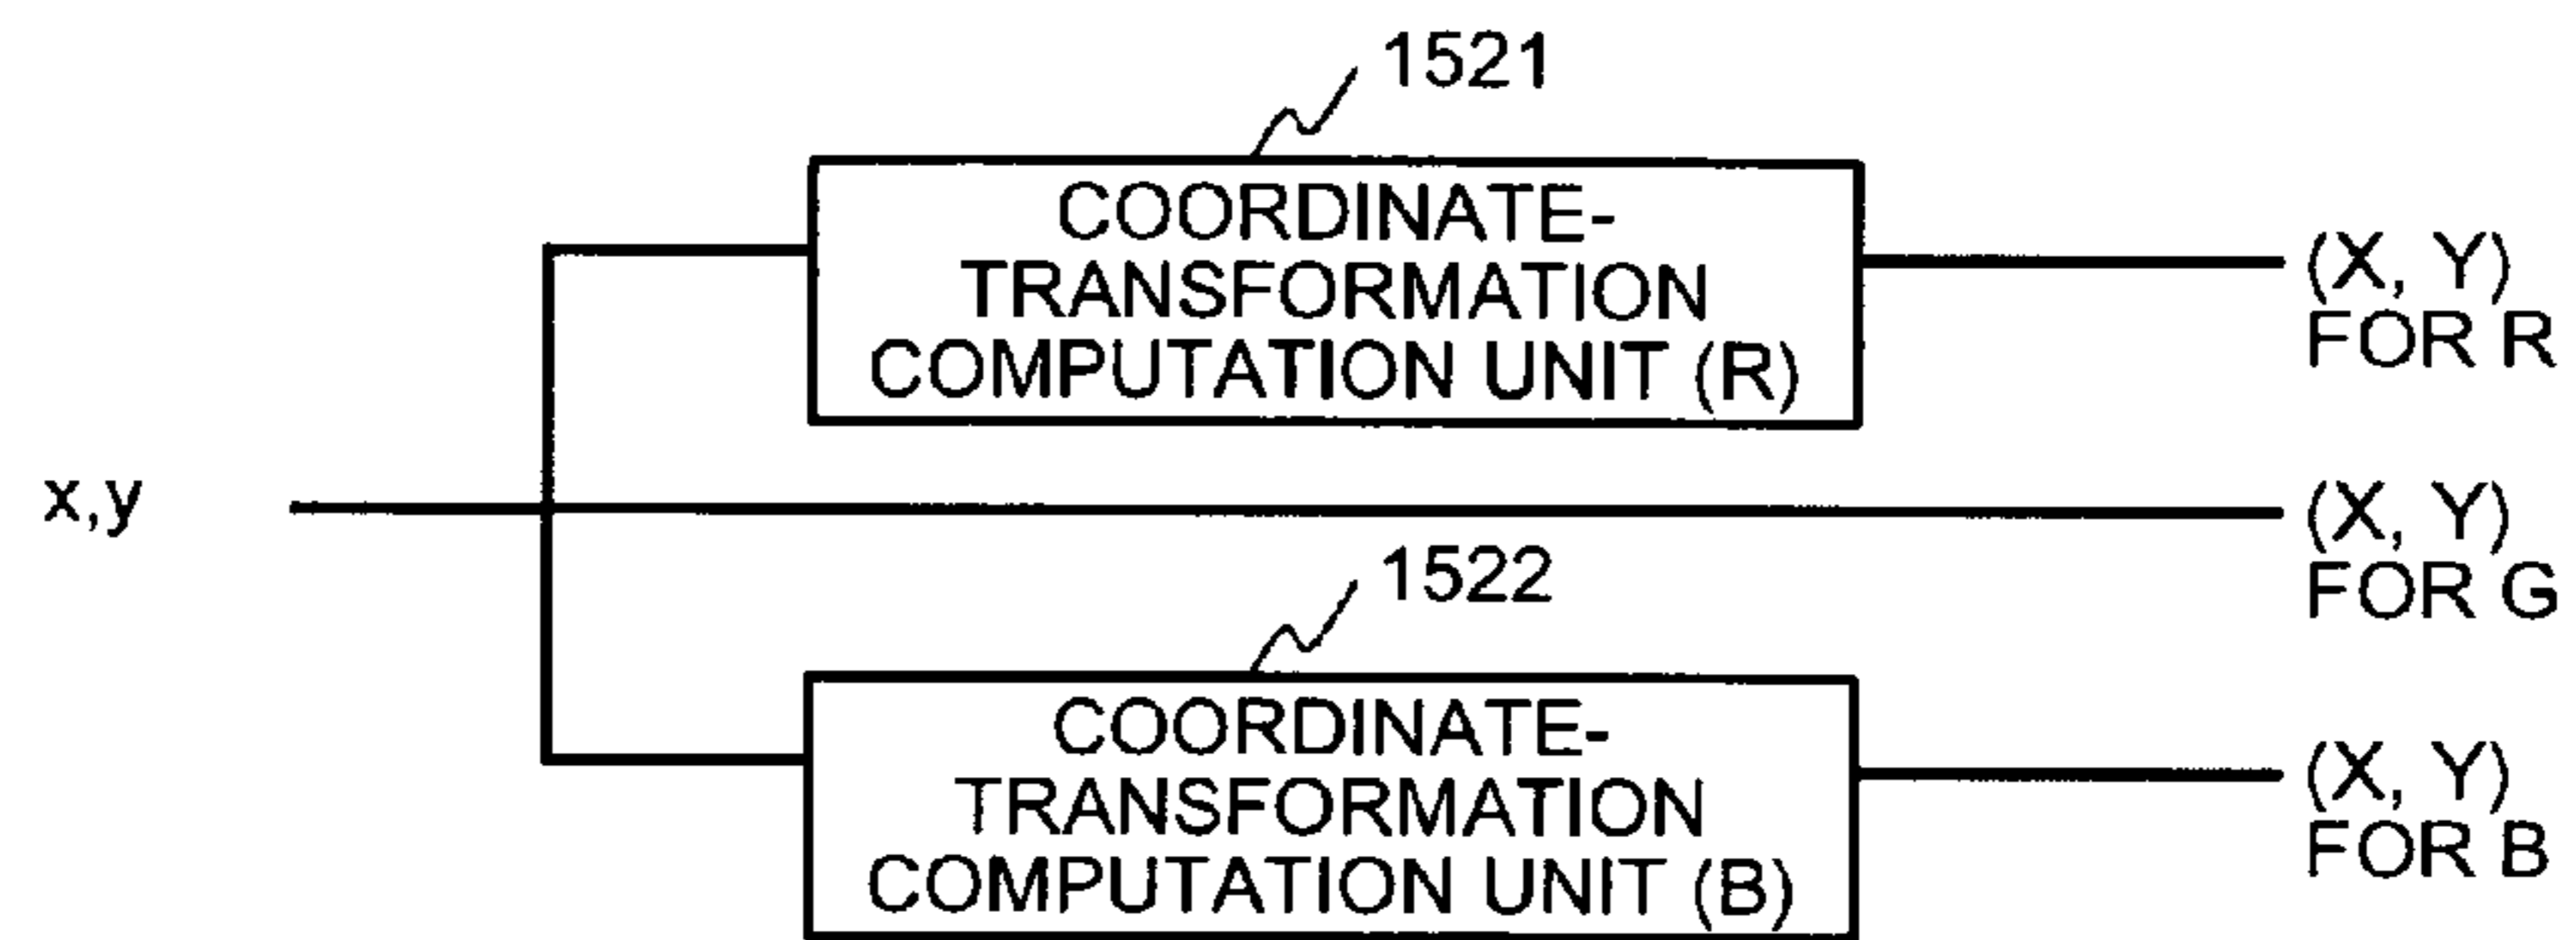 1521
COORDINATE-
TRANSFORMATION
COMPUTATION UNIT (R)
(X, Y)
FOR R
x,y
(X, Y)
FOR G
1522
COORDINATE-
TRANSFORMATION
COMPUTATION UNIT (B)
(X, Y)
FOR B